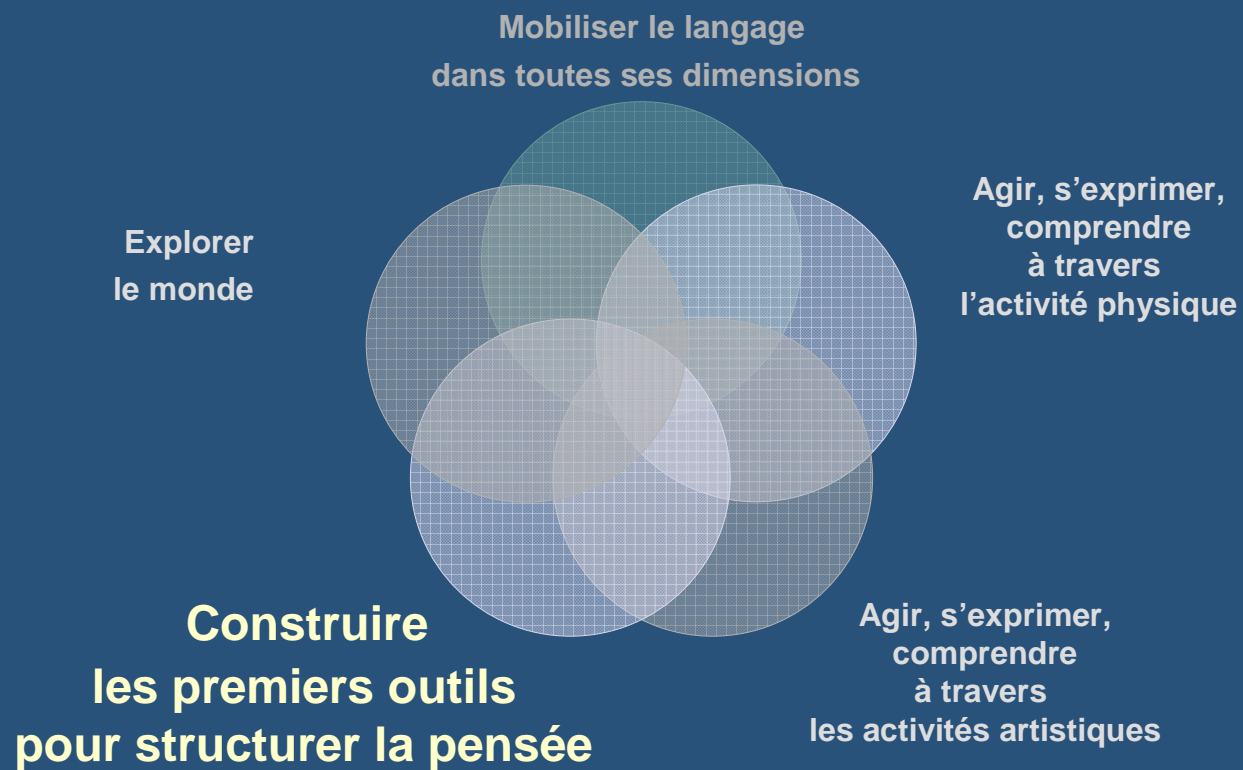 Mobiliser le langage
dans toutes ses dimensions
Agir, s’exprimer,
comprendre
à travers
l’activité physique
Explorer
le monde
Construire
les premiers outils
pour structurer la pensée
Agir, s’exprimer,
comprendre
à travers
les activités artistiques